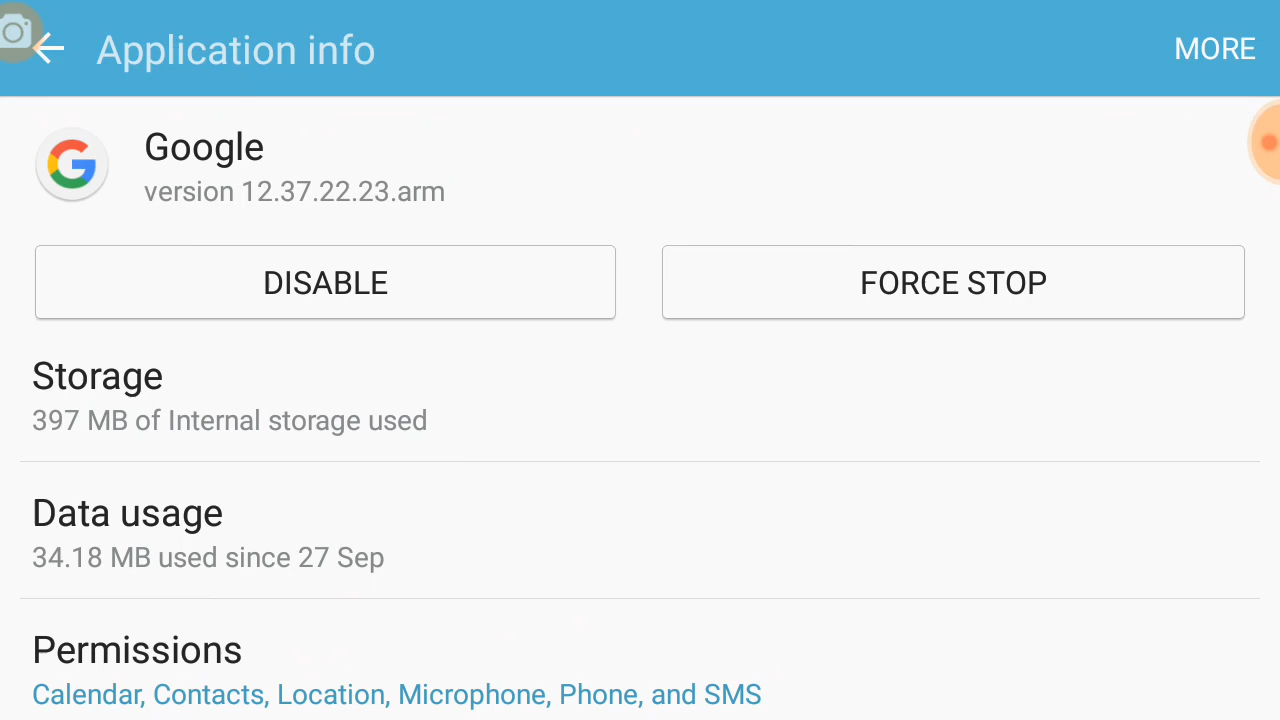 Application info
MORE
Google
version 12.37.22.23.arm
DISABLE
FORCE STOP
Storage
397 MB of Internal storage used
Data usage
34.18 MB used since 27 Sep
Permissions
Calendar, Contacts, Location, Microphone, Phone, and SMS